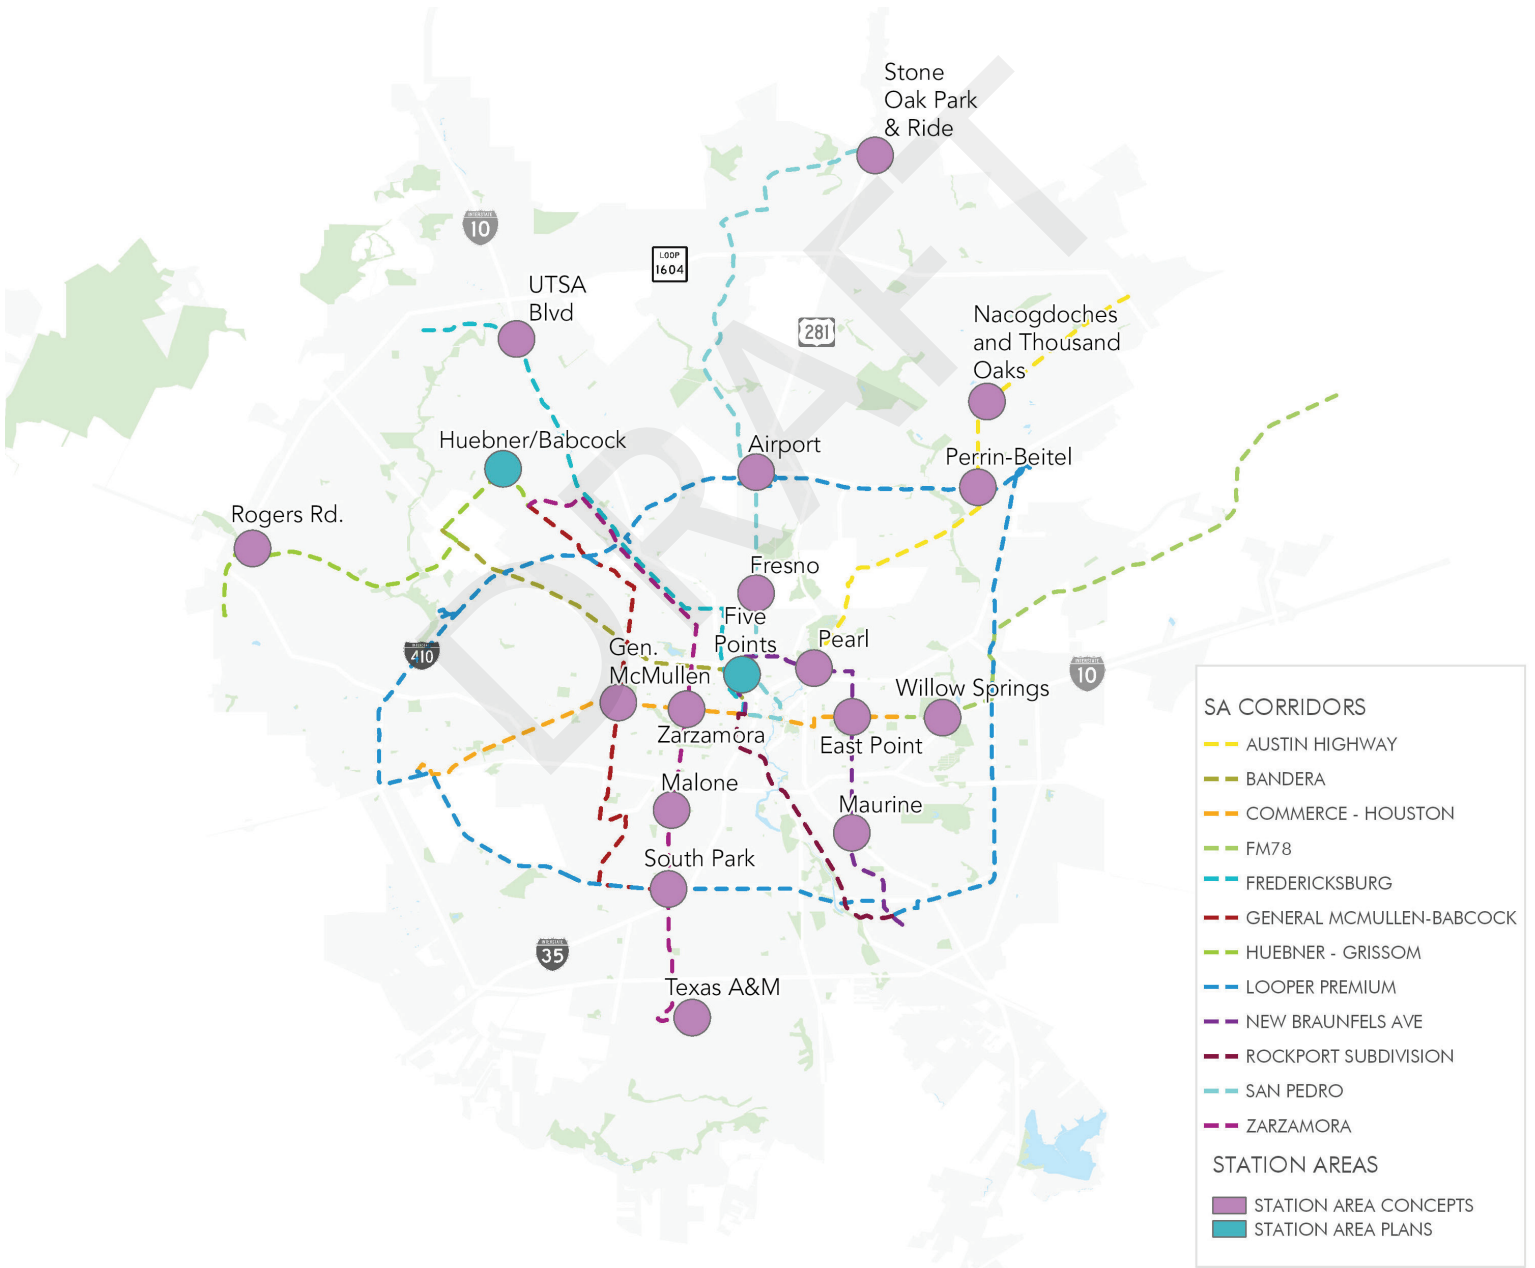 Stone
Oak Park
& Ride
INTERSTATE
10
LOOP
1604
UTSA
Blvd
281
Nacogdoches
and Thousand
Oaks
Huebner/Babcock
Airport
Perrin-Beitel
Rogers Rd.
DRAFT
Fresno
Five
Points
Pearl
410
Gen.
McMullen
10
Willow Springs
Zarzamora
East Point
Malone
Maurine
South Park
35
Texas A&M
SA CORRIDORS
AUSTIN HIGHWAY
BANDERA
COMMERCE - HOUSTON
FM78
FREDERICKSBURG
GENERAL MCMULLEN-BABCOCK
HUEBNER - GRISSOM
LOOPER PREMIUM
NEW BRAUNFELS AVE
ROCKPORT SUBDIVISION
SAN PEDRO
ZARZAMORA
STATION AREAS
STATION AREA CONCEPTS
STATION AREA PLANS